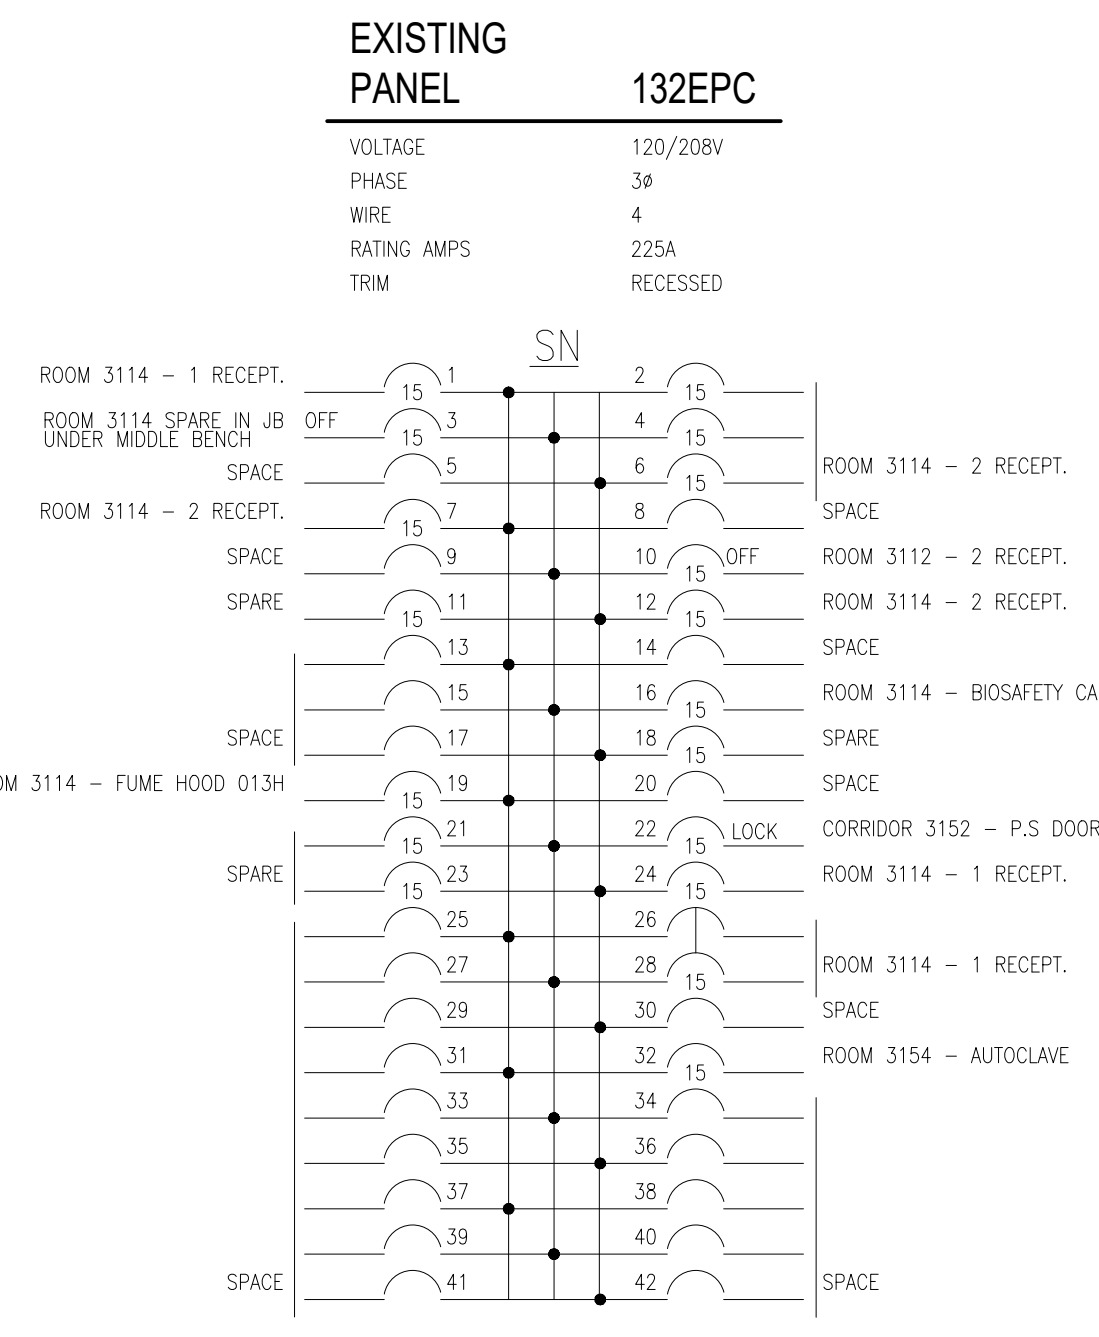 EXISTING
PANEL 132EPC
VOLTAGE 120/208V
PHASE 3ø
WIRE 4
RATING AMPS 225A
TRIM RECESSED
SN
ROOM 3114 – 1 RECEPT. 15 1 2 15
ROOM 3114 SPARE IN JB OFF 15 3 4 15
UNDER MIDDLE BENCH
SPACE 5 6 15 ROOM 3114 – 2 RECEPT.
ROOM 3114 – 2 RECEPT. 15 7 8 SPACE
SPACE 9 10 15 OFF ROOM 3112 – 2 RECEPT.
SPARE 15 11 12 15 ROOM 3114 – 2 RECEPT.
13 14 SPACE
15 16 15 ROOM 3114 – BIOSAFETY CA
SPACE 17 18 15 SPARE
OM 3114 – FUME HOOD 013H 15 19 20 SPACE
15 21 22 15 LOCK CORRIDOR 3152 – P.S DOOR
SPARE 15 23 24 15 ROOM 3114 – 1 RECEPT.
25 26
27 28 15 ROOM 3114 – 1 RECEPT.
29 30 SPACE
31 32 15 ROOM 3154 – AUTOCLAVE
33 34
35 36
37 38
39 40
SPACE 41 42 SPACE